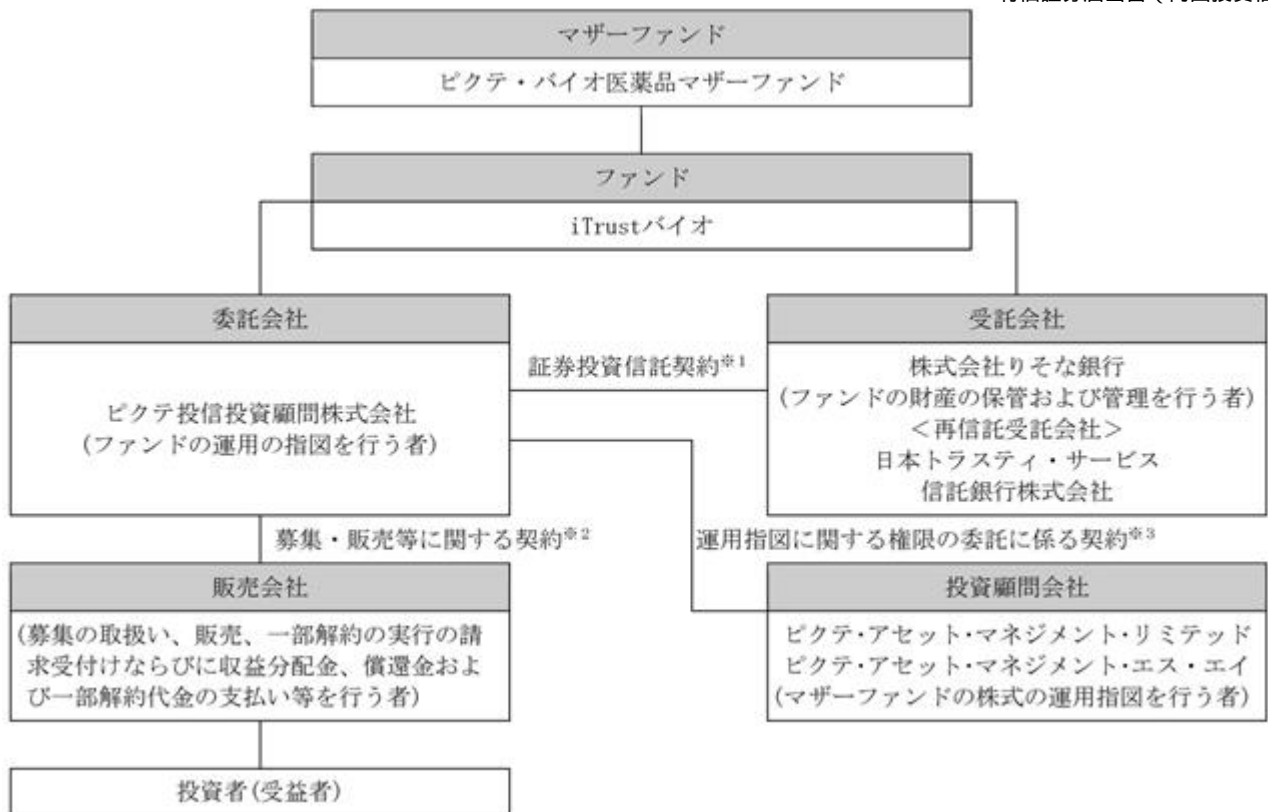 マザーファンド
ピクテ・バイオ医薬品マザーファンド
ファンド
iTrustバイオ
委託会社
ピクテ投信投資顧問株式会社
(ファンドの運用の指図を行う者)
証券投資信託契約※1
受託会社
株式会社りそな銀行
(ファンドの財産の保管および管理を行う者)
＜再信託受託会社＞
日本トラスティ・サービス
信託銀行株式会社
募集・販売等に関する契約※2
運用指図に関する権限の委託に係る契約※3
販売会社
(募集の取扱い、販売、一部解約の実行の請
求受付けならびに収益分配金、償還金およ
び一部解約代金の支払い等を行う者)
投資顧問会社
ピクテ・アセット・マネジメント・リミテッド
ピクテ・アセット・マネジメント・エス・エイ
(マザーファンドの株式の運用指図を行う者)
投資者(受益者)